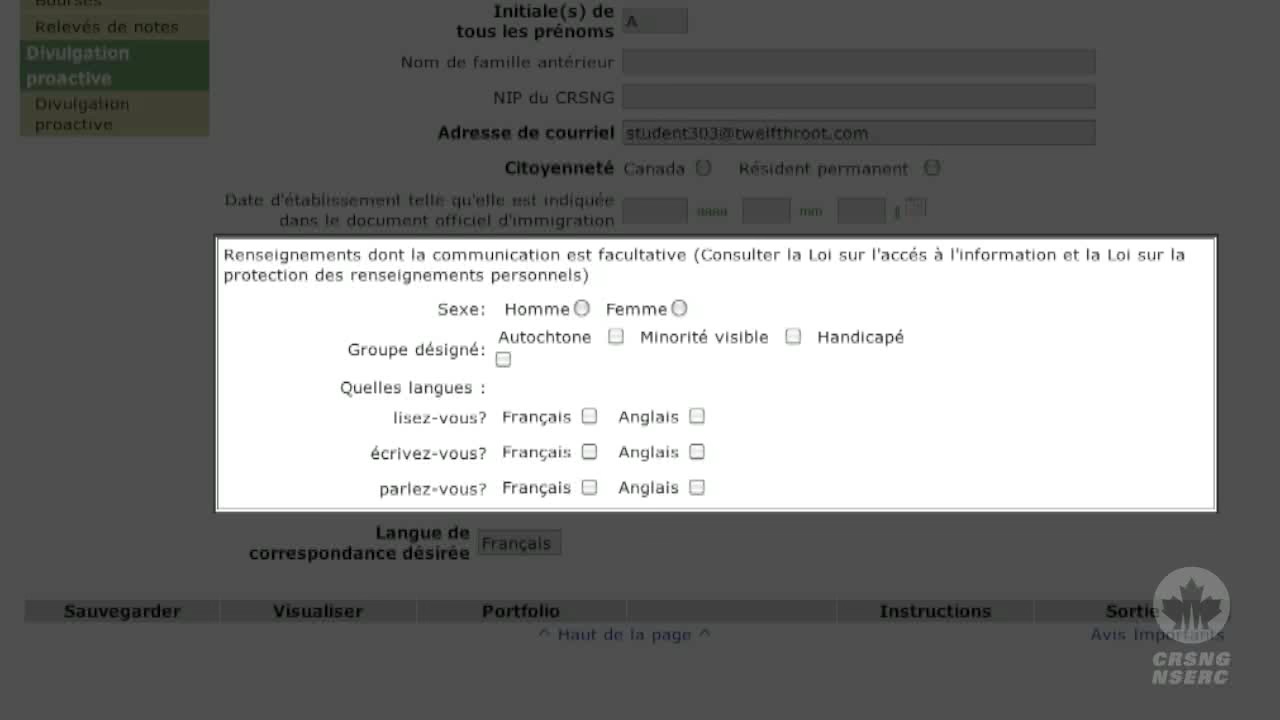 Bourses
Relevés de notes
Divulgation
proactive
Divulgation
proactive
Initiale(s) de
tous les prénoms A
Nom de famille antérieur
NIP du CRSNG
Adresse de courriel student303@twelfthroot.com
Citoyenneté Canada Résident permanent
Date d'établissement telle qu'elle est indiquée
dans le document officiel d'immigration aaaa mm j
Renseignements dont la communication est facultative (Consulter la Loi sur l'accés à l'information et la Loi sur la
protection des renseignements personnels)
Sexe: Homme Femme
Groupe désigné: Autochtone Minorité visible Handicapé
Quelles langues :
lisez-vous? Français Anglais
écrivez-vous? Français Anglais
parlez-vous? Français Anglais
Langue de
correspondance désirée Français
Sauvegarder Visualiser Portfolio Instructions Sortie
^ Haut de la page ^ Avis Importants
CRSNG
NSERC